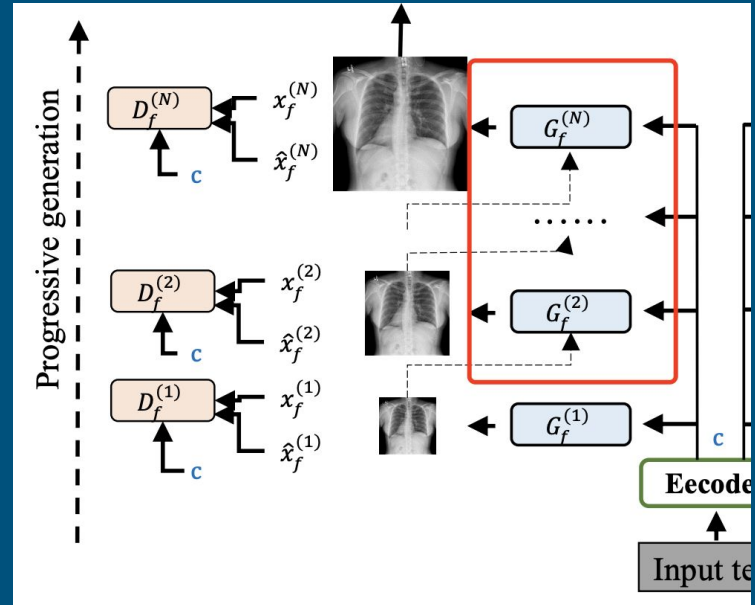 Progressive generation
D_f^{(N)}
x_f^{(N)}
x̂_f^{(N)}
c
G_f^{(N)}
......
D_f^{(2)}
x_f^{(2)}
x̂_f^{(2)}
c
G_f^{(2)}
D_f^{(1)}
x_f^{(1)}
x̂_f^{(1)}
c
G_f^{(1)}
c
Eecode
Input te